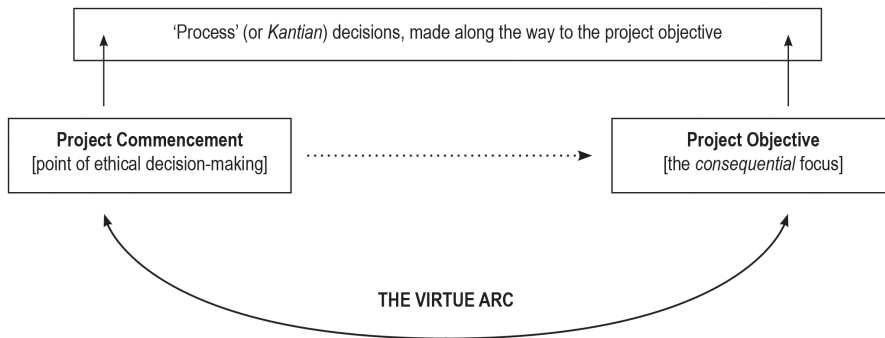 ‘Process’ (or Kantian) decisions, made along the way to the project objective
Project Commencement
[point of ethical decision-making]
Project Objective
[the consequential focus]
THE VIRTUE ARC